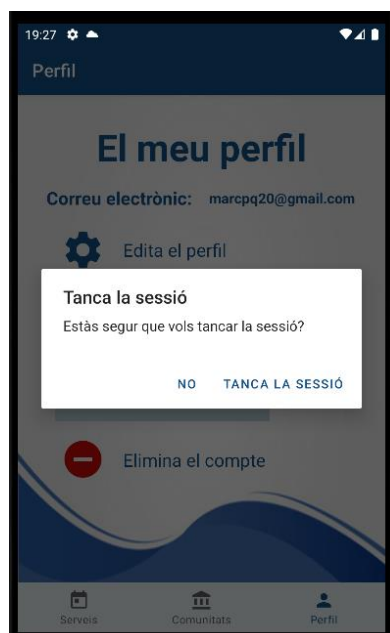 19:27
Perfil
El meu perfil
Correu electrònic: marcpq20@gmail.com
Edita el perfil
Tanca la sessió
Estàs segur que vols tancar la sessió?
NO TANCA LA SESSIÓ
Elimina el compte
Serveis Comunitats Perfil